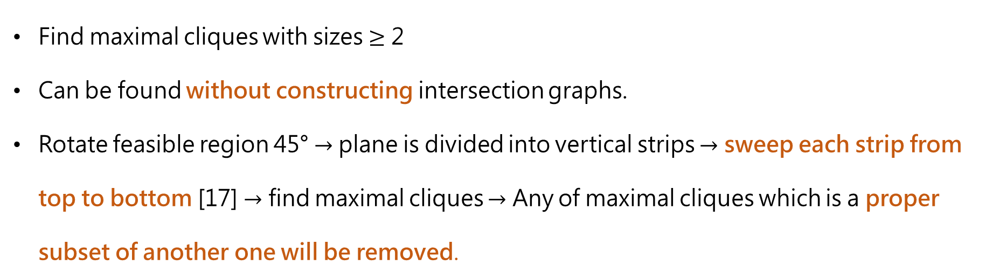 • Find maximal cliques with sizes ≥ 2
• Can be found without constructing intersection graphs.
• Rotate feasible region 45° → plane is divided into vertical strips → sweep each strip from
top to bottom [17] → find maximal cliques → Any of maximal cliques which is a proper
subset of another one will be removed.